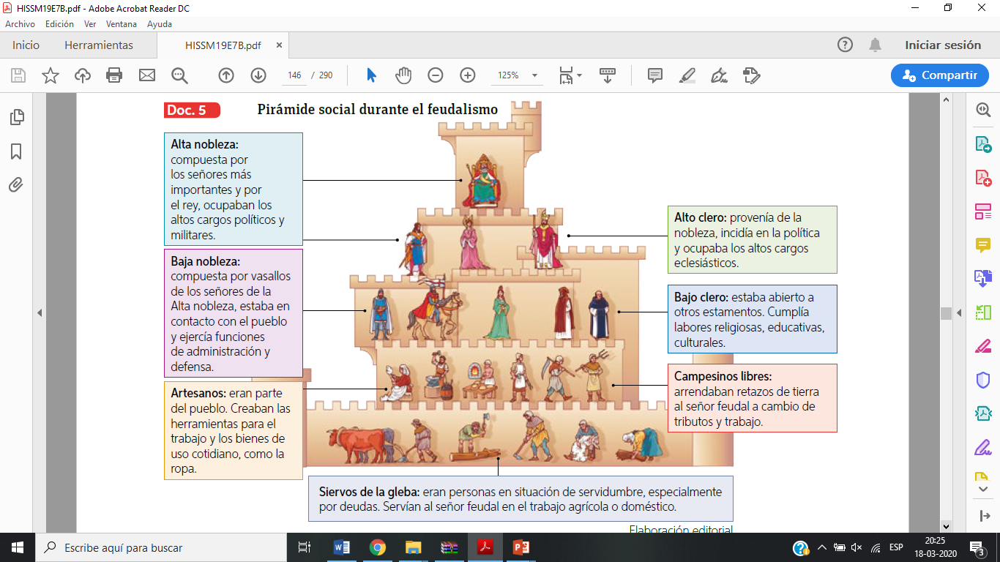 HISSM19E7B.pdf - Adobe Acrobat Reader DC
Archivo Edición Ver Ventana Ayuda
Inicio Herramientas HISSM19E7B.pdf × Iniciar sesión
146 / 290 125% Compartir
Doc. 5 Pirámide social durante el feudalismo
Alta nobleza:
compuesta por
los señores más
importantes y por
el rey, ocupaban los
altos cargos políticos y
militares.
Alto clero: provenía de la
nobleza, incidía en la política
y ocupaba los altos cargos
eclesiásticos.
Baja nobleza:
compuesta por vasallos
de los señores de la
Alta nobleza, estaba en
contacto con el pueblo
y ejercía funciones
de administración y
defensa.
Bajo clero: estaba abierto a
otros estamentos. Cumplía
labores religiosas, educativas,
culturales.
Artesanos: eran parte
del pueblo. Creaban las
herramientas para el
trabajo y los bienes de
uso cotidiano, como la
ropa.
Campesinos libres:
arrendaban retazos de tierra
al señor feudal a cambio de
tributos y trabajo.
Siervos de la gleba: eran personas en situación de servidumbre, especialmente
por deudas. Servían al señor feudal en el trabajo agrícola o doméstico.
Elaboración editorial
Escribe aquí para buscar
ESP
20:25
18-03-2020
3